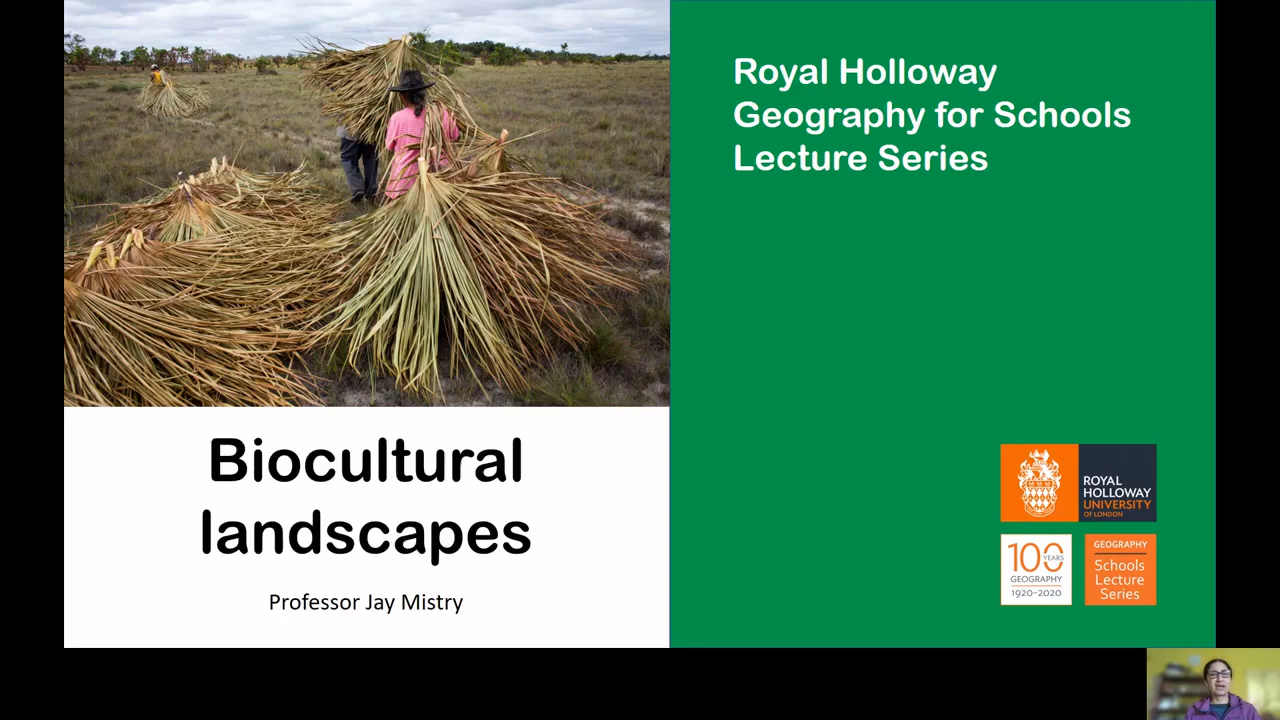 Royal Holloway
Geography for Schools
Lecture Series
Biocultural
landscapes
Professor Jay Mistry
ROYAL
HOLLOWAY
UNIVERSITY
OF LONDON
100
YEARS
GEOGRAPHY
1920-2020
GEOGRAPHY
Schools
Lecture
Series